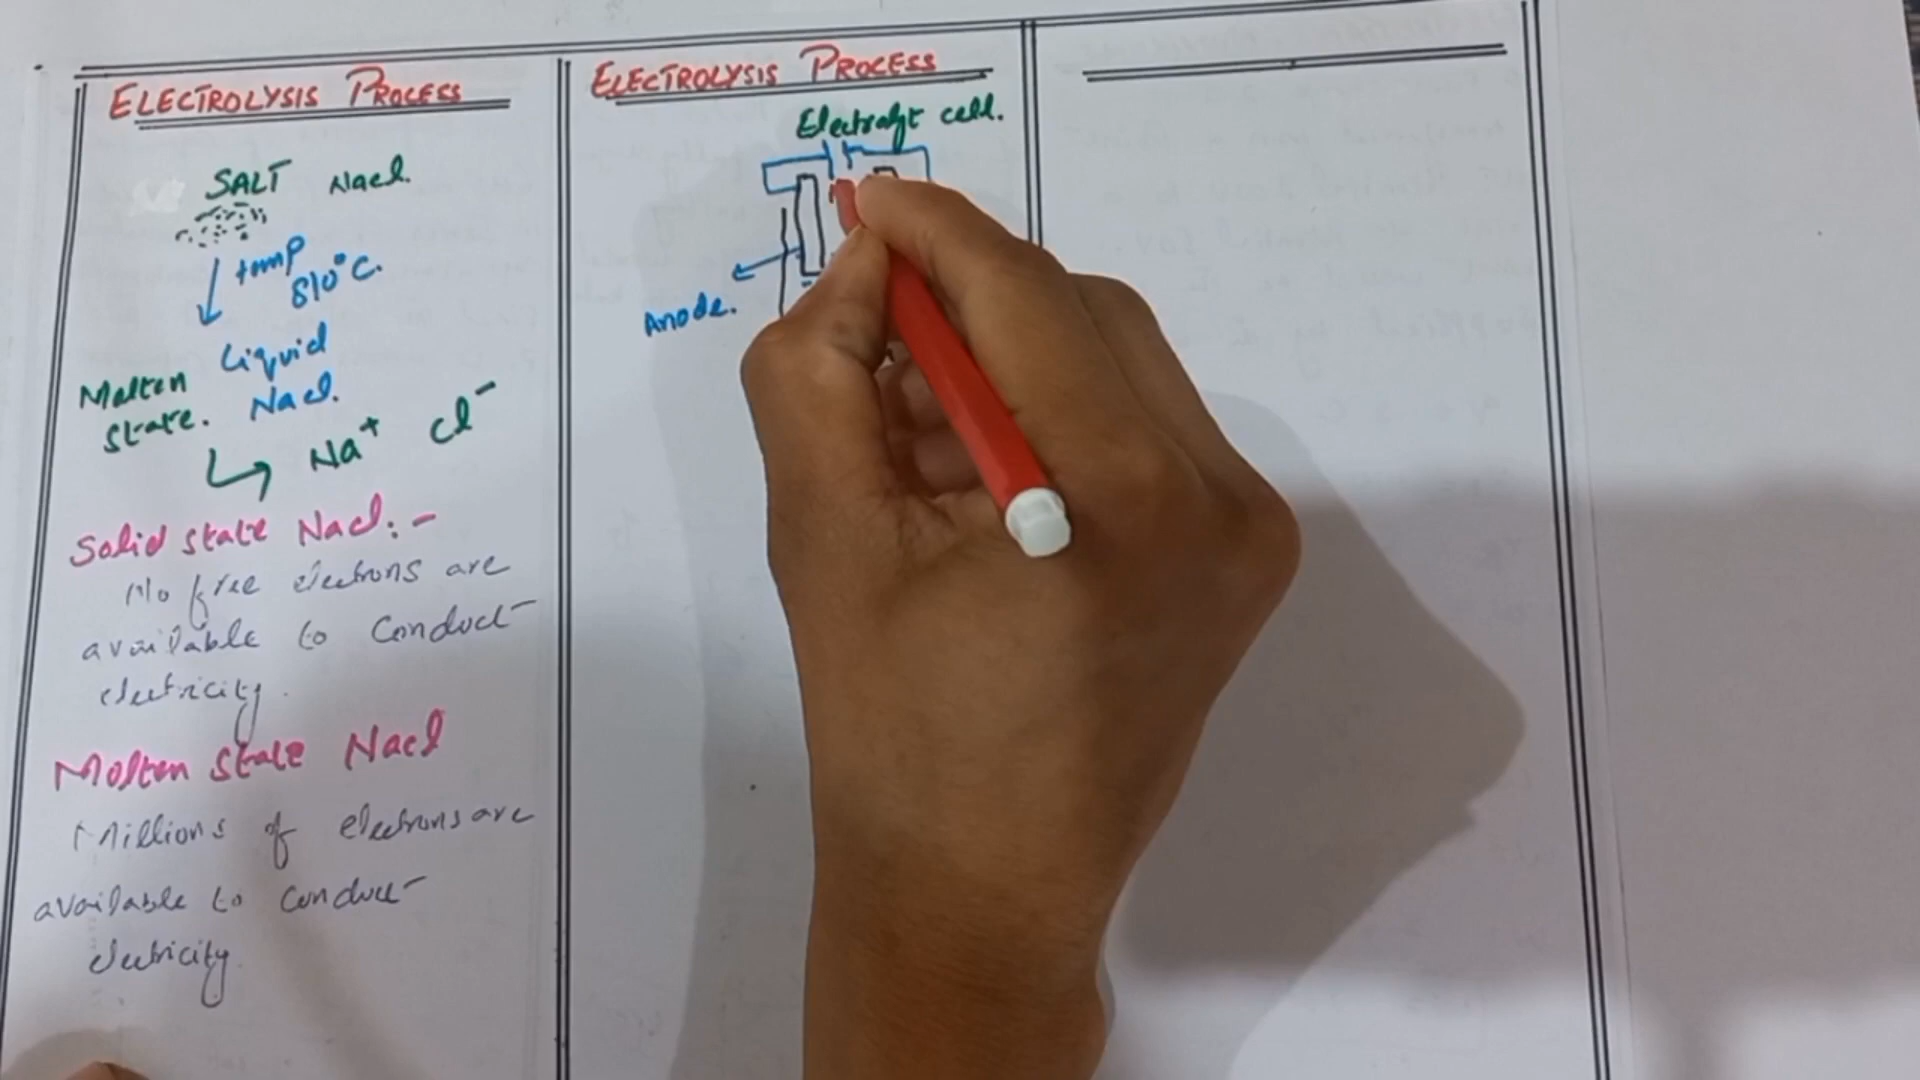 ELECTROLYSIS PROCESS
SALT Nacl.
temp
810°C.
Liquid
Nacl.
Molten
state.
Na+ cl-
Solid state Nacl:-
No free electrons are
available to conduct
electricity.
Molten state Nacl
Millions of electrons are
available to conduct
electricity.
ELECTROLYSIS PROCESS
cell.
Anode.